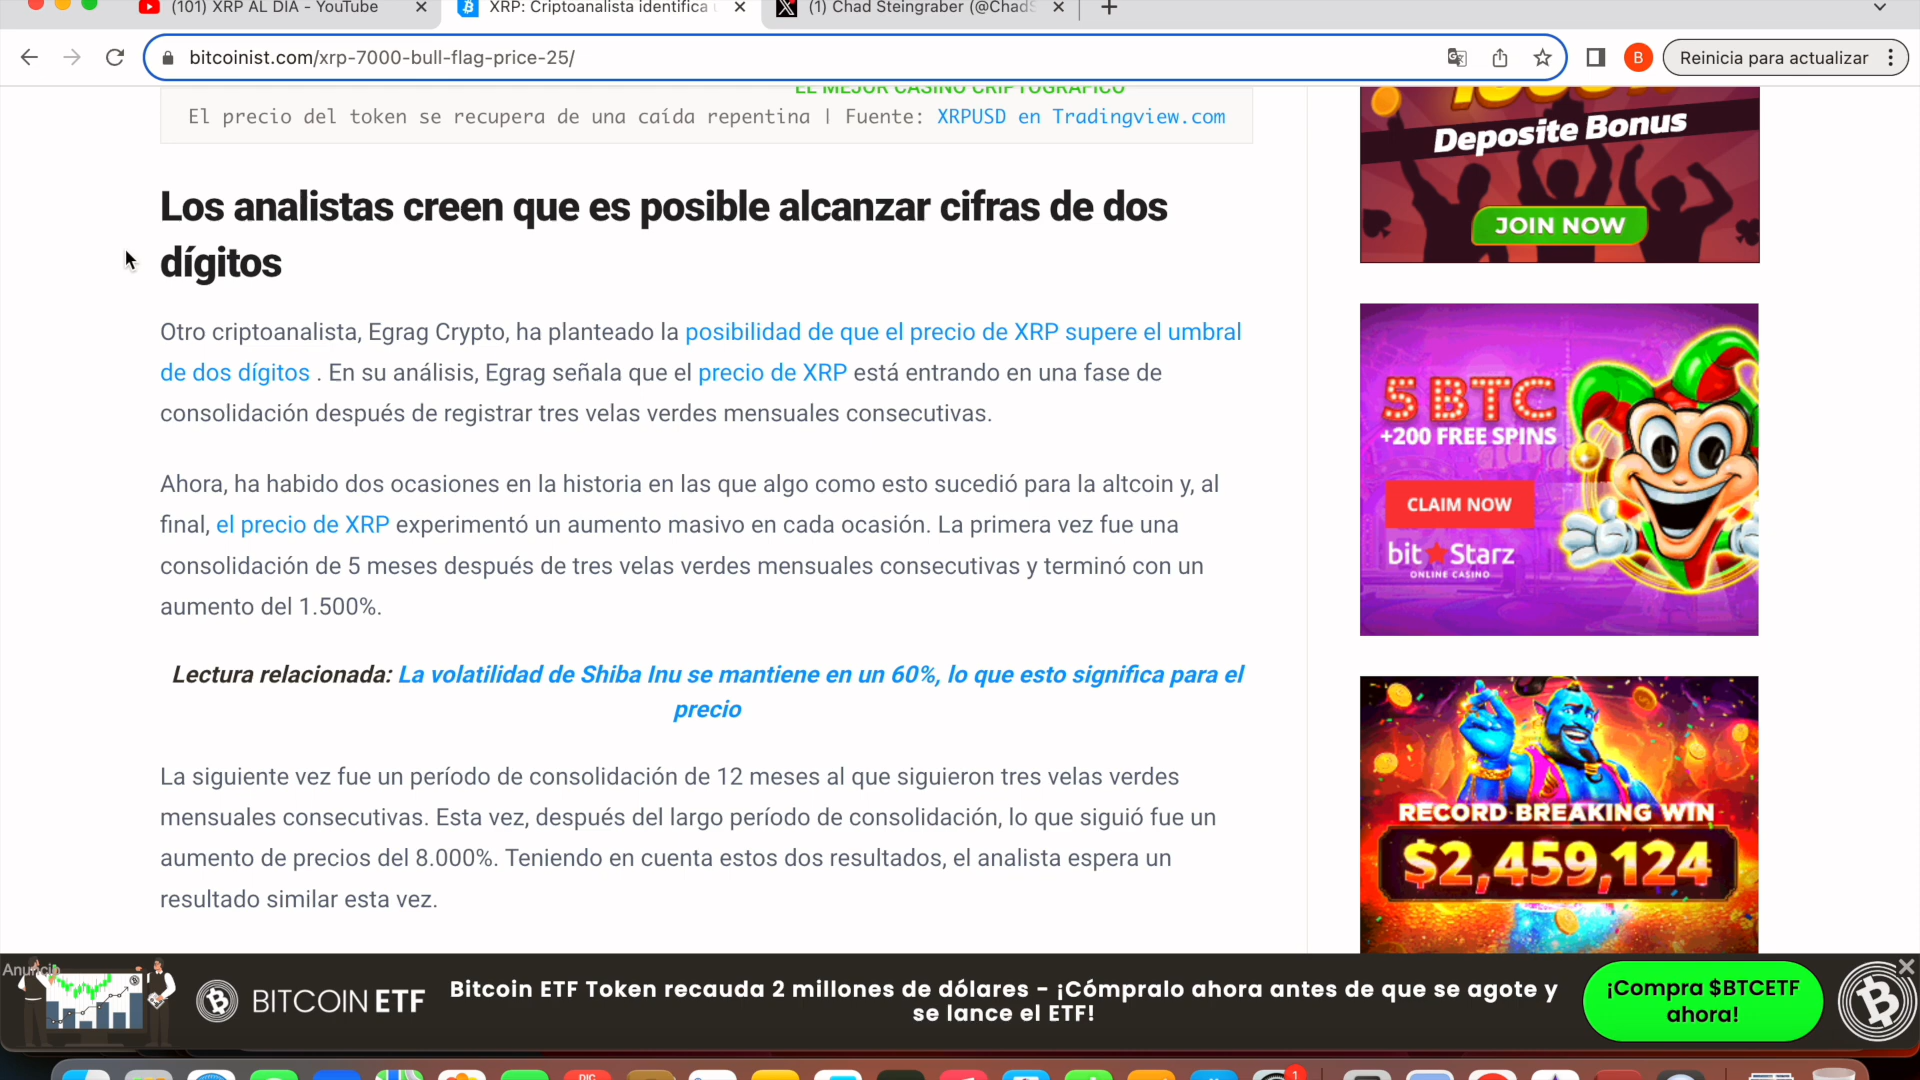 (101) XRP AL DIA - YouTube
XRP: Criptoanalista identifica
(1) Chad Steingraber (@Chad
bitcoinist.com/xrp-7000-bull-flag-price-25/
B
Reinicia para actualizar
EL MEJOR CASINO CRIPTOGRÁFICO
El precio del token se recupera de una caída repentina | Fuente: XRPUSD en Tradingview.com
Los analistas creen que es posible alcanzar cifras de dos
dígitos
Otro criptoanalista, Egrag Crypto, ha planteado la posibilidad de que el precio de XRP supere el umbral
de dos dígitos . En su análisis, Egrag señala que el precio de XRP está entrando en una fase de
consolidación después de registrar tres velas verdes mensuales consecutivas.
Ahora, ha habido dos ocasiones en la historia en las que algo como esto sucedió para la altcoin y, al
final, el precio de XRP experimentó un aumento masivo en cada ocasión. La primera vez fue una
consolidación de 5 meses después de tres velas verdes mensuales consecutivas y terminó con un
aumento del 1.500%.
Lectura relacionada: La volatilidad de Shiba Inu se mantiene en un 60%, lo que esto significa para el
precio
La siguiente vez fue un período de consolidación de 12 meses al que siguieron tres velas verdes
mensuales consecutivas. Esta vez, después del largo período de consolidación, lo que siguió fue un
aumento de precios del 8.000%. Teniendo en cuenta estos dos resultados, el analista espera un
resultado similar esta vez.
Deposite Bonus
JOIN NOW
5 BTC
+200 FREE SPINS
CLAIM NOW
bit Starz
ONLINE CASINO
RECORD BREAKING WIN
$2,459,124
Anuncio
BITCOIN ETF
Bitcoin ETF Token recauda 2 millones de dólares - ¡Cómpralo ahora antes de que se agote y
se lance el ETF!
¡Compra $BTCETF
ahora!
DIC
1